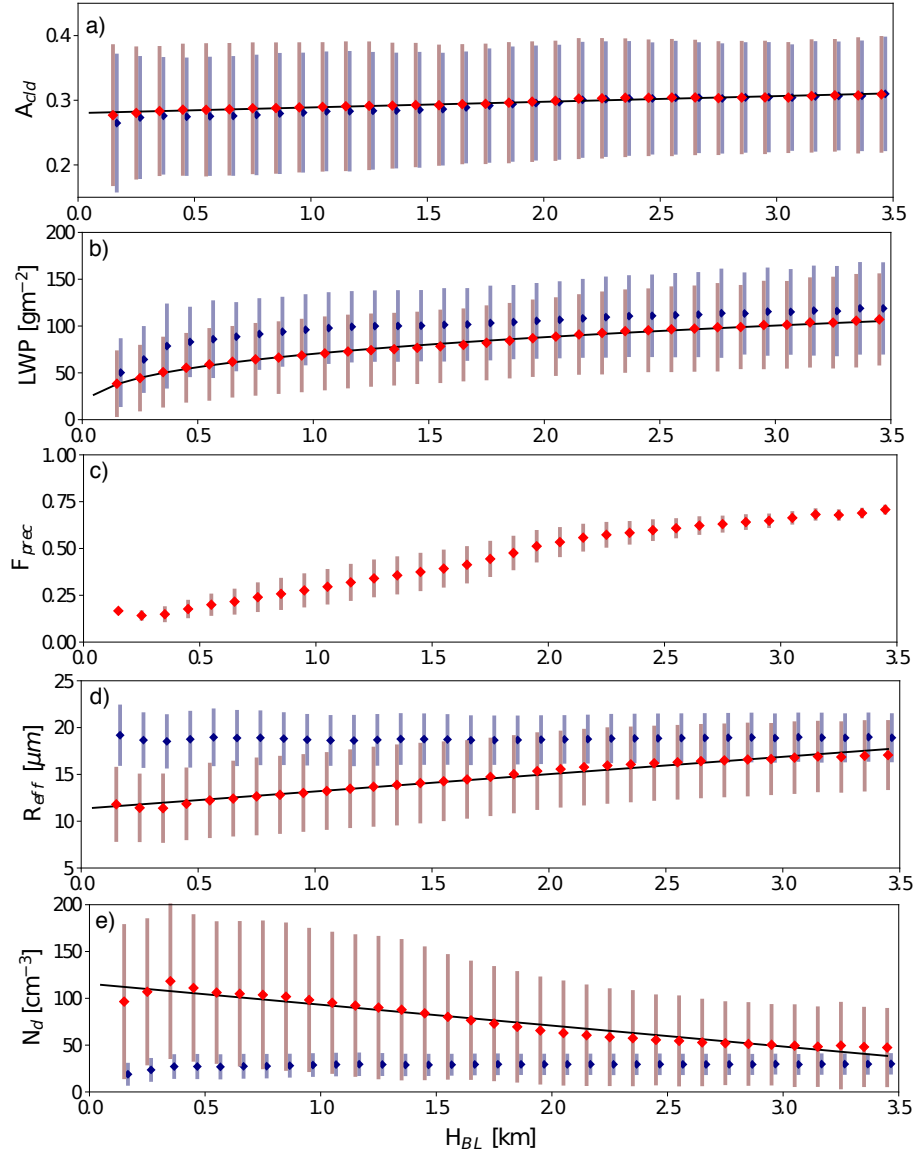 a)
0.4
0.3
0.2
A_cld
0.0 0.5 1.0 1.5 2.0 2.5 3.0 3.5
b)
200
150
100
50
0
LWP [gm⁻²]
0.0 0.5 1.0 1.5 2.0 2.5 3.0 3.5
c)
1.00
0.75
0.50
0.25
0.00
F_prec
0.0 0.5 1.0 1.5 2.0 2.5 3.0 3.5
d)
25
20
15
10
5
R_eff [μm]
0.0 0.5 1.0 1.5 2.0 2.5 3.0 3.5
e)
200
150
100
50
0
N_d [cm⁻³]
0.0 0.5 1.0 1.5 2.0 2.5 3.0 3.5
H_BL [km]